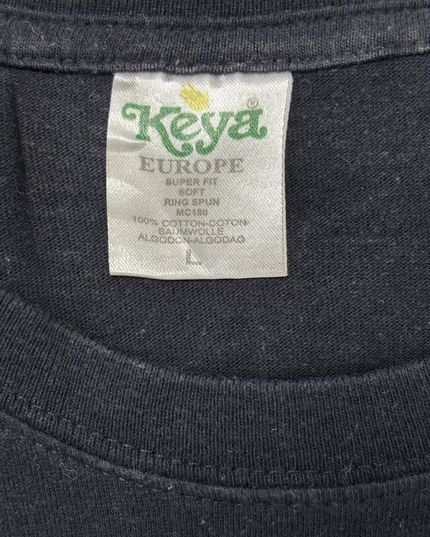 Keya®
EUROPE
SUPER FIT
SOFT
RING SPUN
MC180
100% COTTON-COTON-
BAUMWOLLE
ALGODON-ALGODAO
L